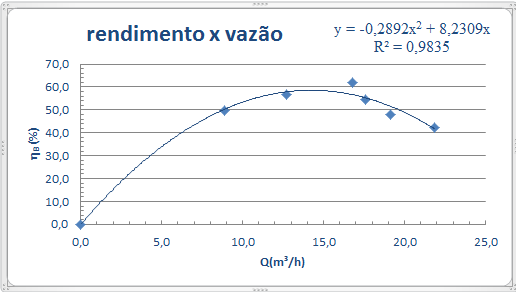 rendimento x vazão
y = -0,2892x² + 8,2309x
R² = 0,9835
70,0
60,0
50,0
40,0
30,0
20,0
10,0
0,0
ηB (%)
0,0 5,0 10,0 15,0 20,0 25,0
Q(m³/h)